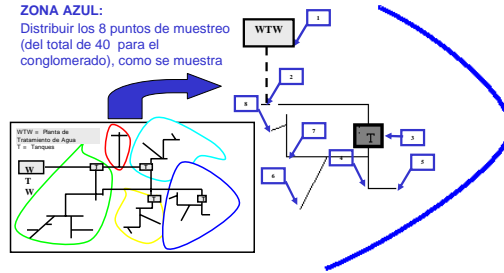 ZONA AZUL:
Distribuir los 8 puntos de muestreo
(del total de 40 para el
conglomerado), como se muestra
WTW
1
2
8
7
T
3
4
5
6
WTW = Planta de
Tratamiento de Agua
T = Tanques
W
T
W
T
T
T
T